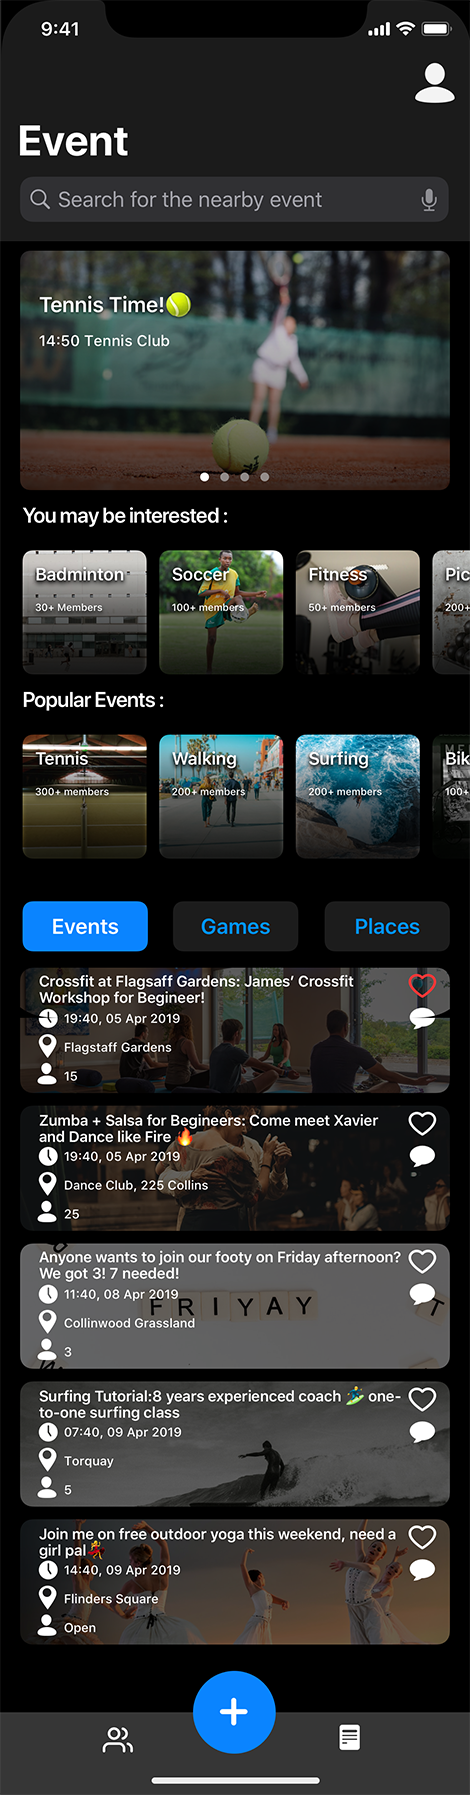 9:41
Event
Search for the nearby event
Tennis Time!🎾
14:50 Tennis Club
You may be interested :
Badminton
30+ Members
Soccer
100+ members
Fitness
50+ members
Pic
200+
Popular Events :
Tennis
300+ members
Walking
200+ members
Surfing
200+ members
Bik
100+
Events
Games
Places
Crossfit at Flagsaff Gardens: James’ Crossfit
Workshop for Begineer!
19:40, 05 Apr 2019
Flagstaff Gardens
15
Zumba + Salsa for Begineers: Come meet Xavier
and Dance like Fire 🔥
19:40, 05 Apr 2019
Dance Club, 225 Collins
25
Anyone wants to join our footy on Friday afternoon?
We got 3! 7 needed!
11:40, 08 Apr 2019
FRIYAY
T
Collinwood Grassland
3
Surfing Tutorial:8 years experienced coach 🏄 one-
to-one surfing class
07:40, 09 Apr 2019
Torquay
5
Join me on free outdoor yoga this weekend, need a
girl pal💃
14:40, 09 Apr 2019
Flinders Square
Open